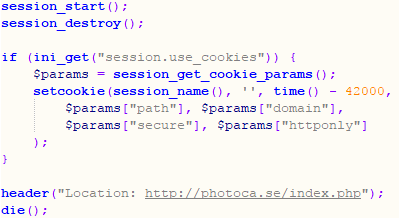 session_start();
session_destroy();
if (ini_get("session.use_cookies")) {
$params = session_get_cookie_params();
setcookie(session_name(), '', time() - 42000,
$params["path"], $params["domain"],
$params["secure"], $params["httponly"]
);
}
header("Location: http://photoca.se/index.php");
die();